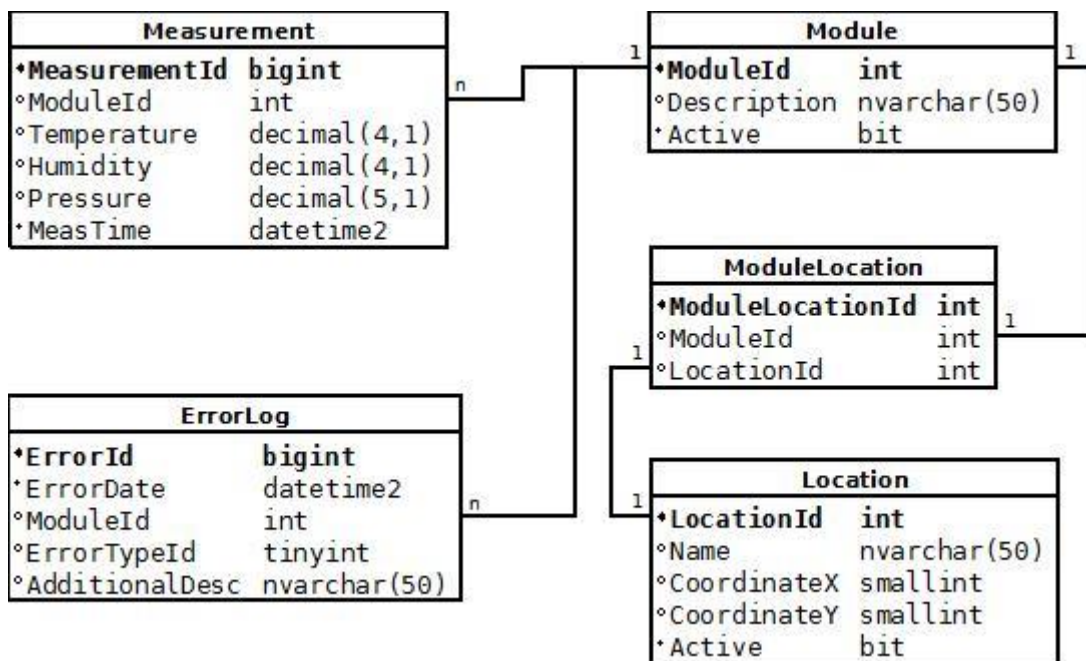 Measurement
MeasurementId bigint
ModuleId int
Temperature decimal(4,1)
Humidity decimal(4,1)
Pressure decimal(5,1)
MeasTime datetime2
n
1
Module
1
ModuleId int
Description nvarchar(50)
Active bit
ModuleLocation
ModuleLocationId int
ModuleId int
LocationId int
1
1
ErrorLog
ErrorId bigint
ErrorDate datetime2
ModuleId int
ErrorTypeId tinyint
AdditionalDesc nvarchar(50)
n
Location
1
LocationId int
Name nvarchar(50)
CoordinateX smallint
CoordinateY smallint
Active bit